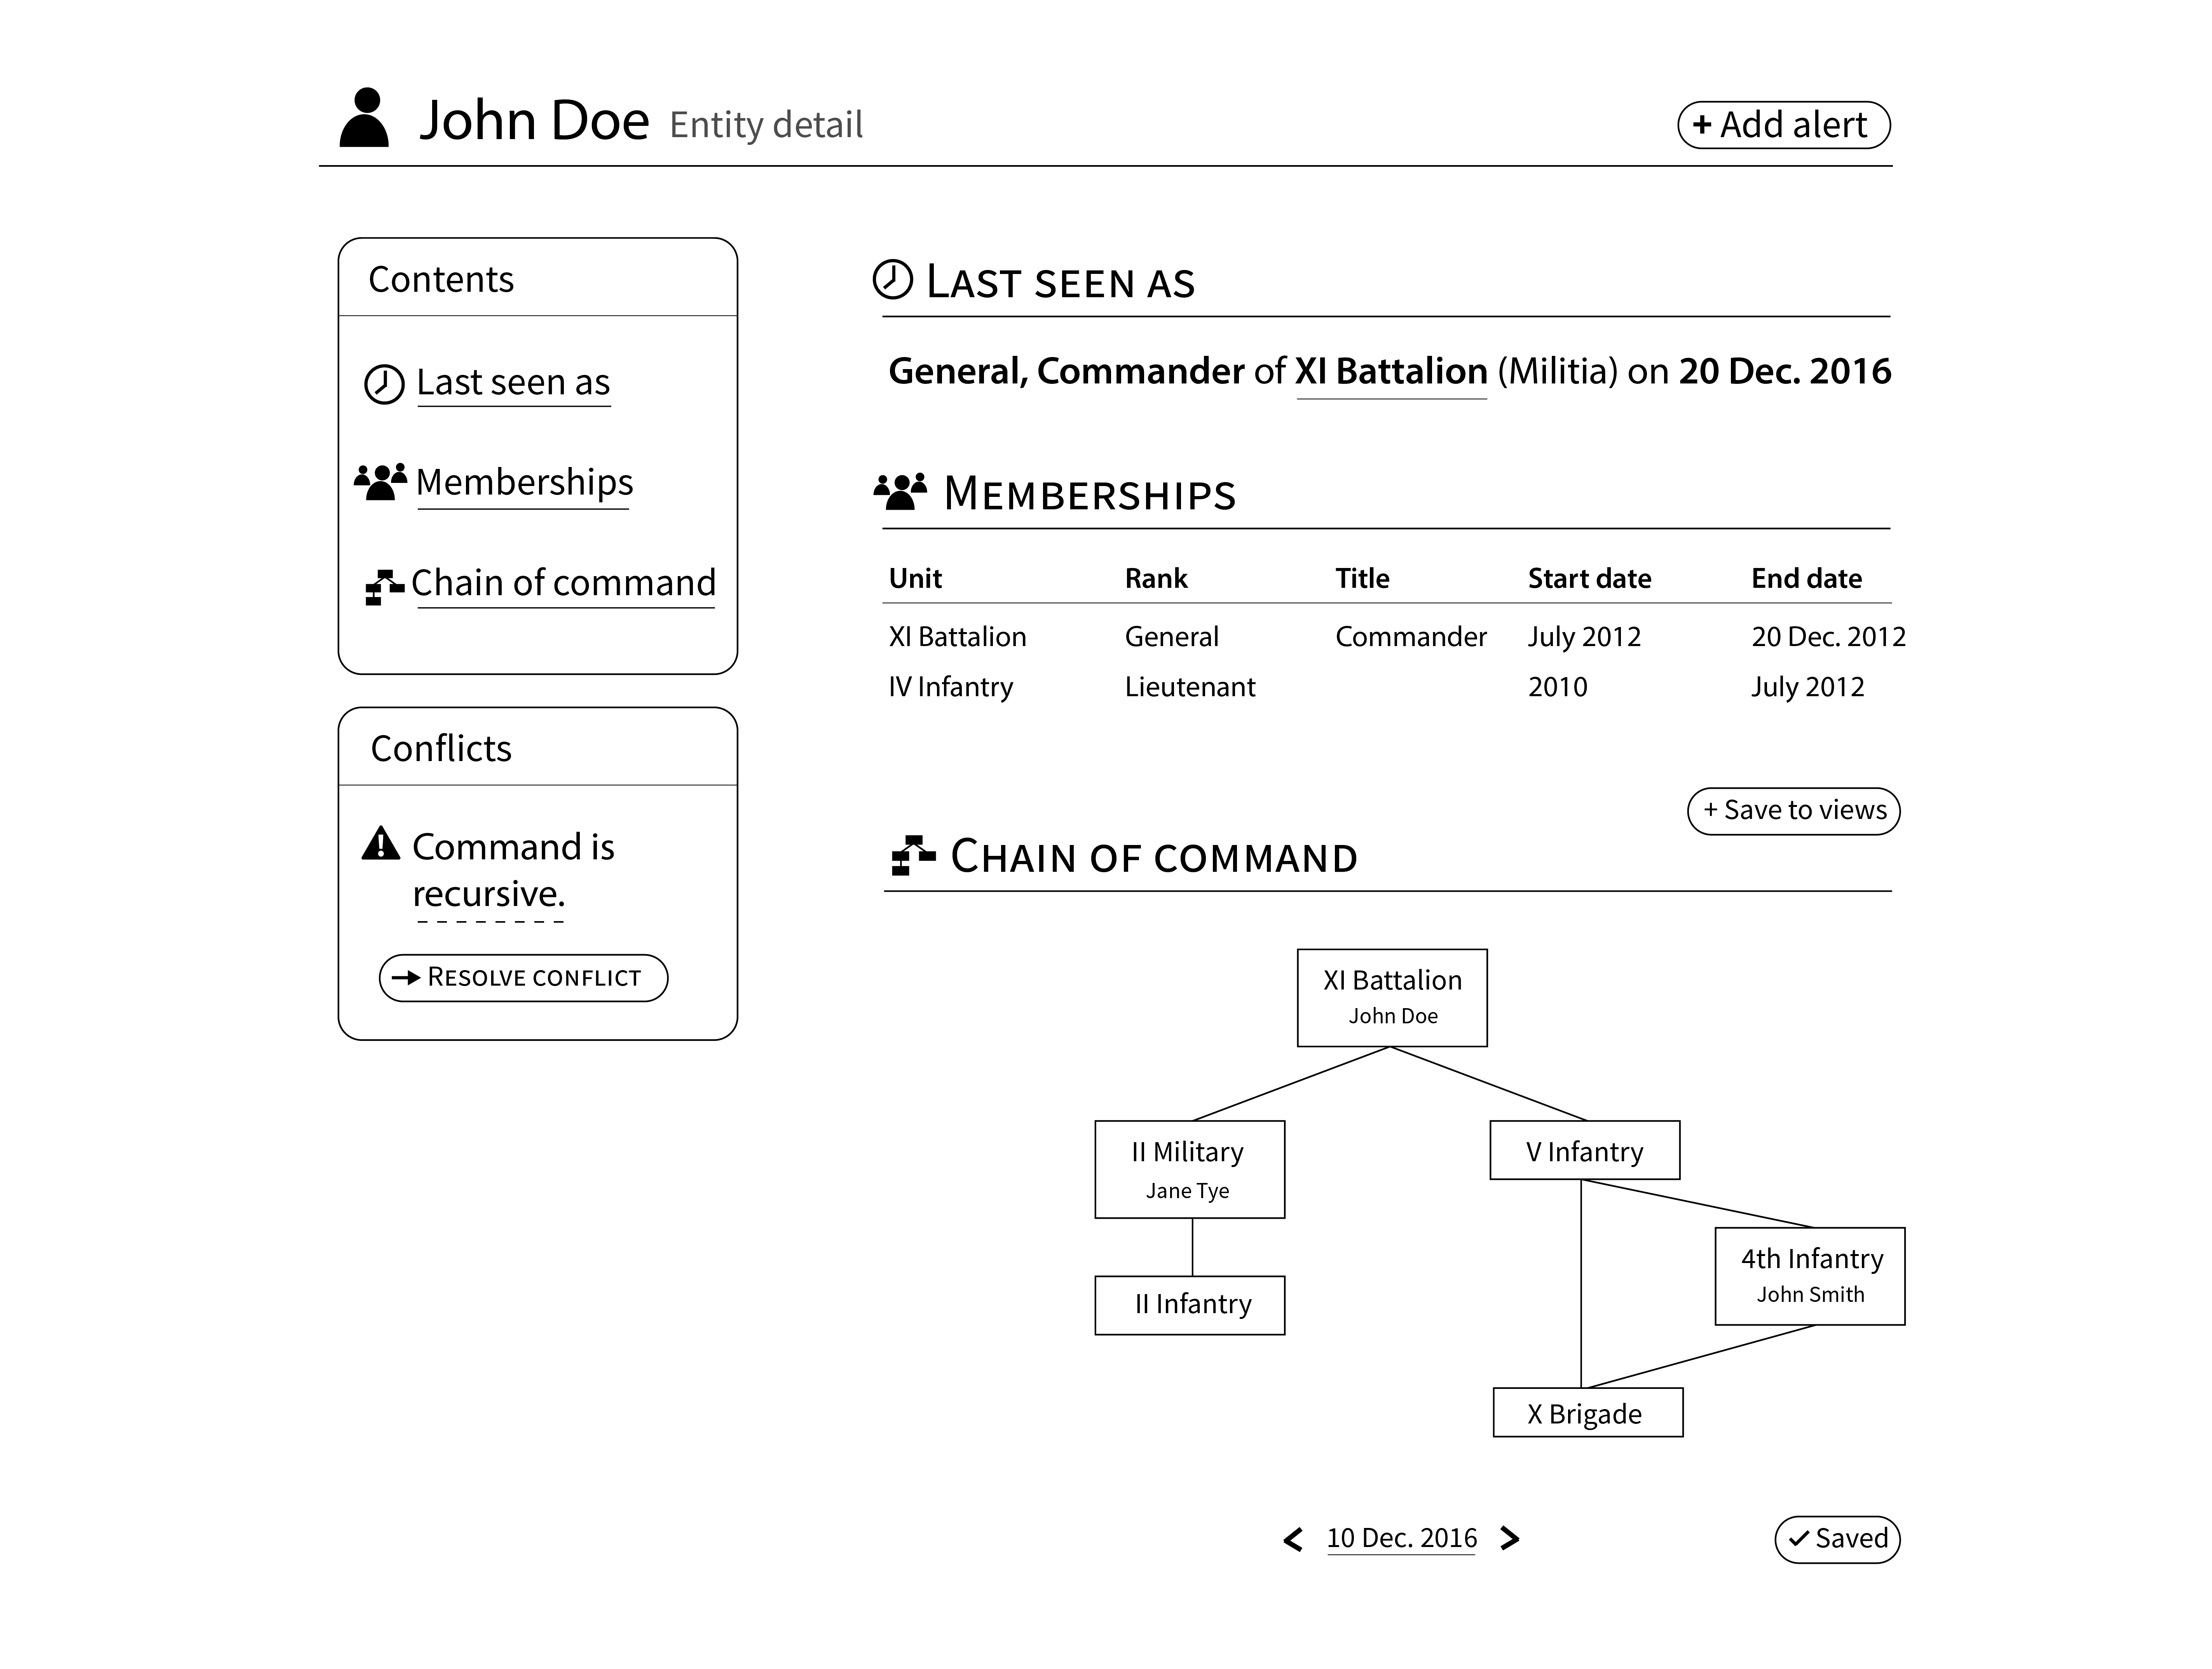 John Doe Entity detail
+ Add alert
Contents
Last seen as
Memberships
Chain of command
Conflicts
Command is
recursive.
→ RESOLVE CONFLICT
LAST SEEN AS
General, Commander of XI Battalion (Militia) on 20 Dec. 2016
MEMBERSHIPS
Unit Rank Title Start date End date
XI Battalion General Commander July 2012 20 Dec. 2012
IV Infantry Lieutenant 2010 July 2012
+ Save to views
CHAIN OF COMMAND
XI Battalion
John Doe
II Military
Jane Tye
V Infantry
4th Infantry
John Smith
II Infantry
X Brigade
< 10 Dec. 2016 >
✓ Saved